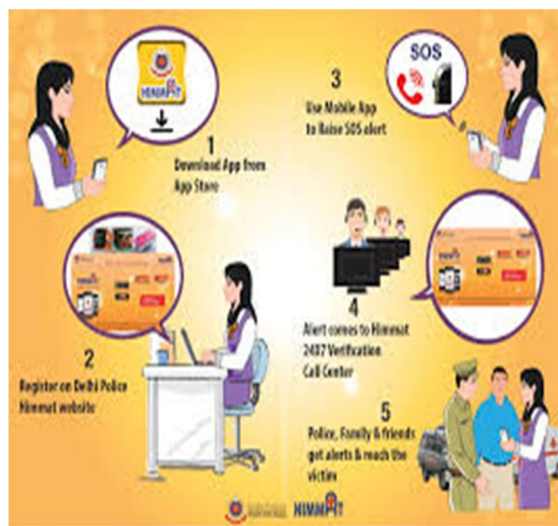 HIMMAT
1
Download App from
App Store
2
Register on Delhi Police
Himmat website
SOS
3
Use Mobile App
to Raise SOS alert
4
Alert comes to Himmat
24X7 Verification
Call Center
5
Police, Family & friends
get alerts & reach the
victim
HIMMAT